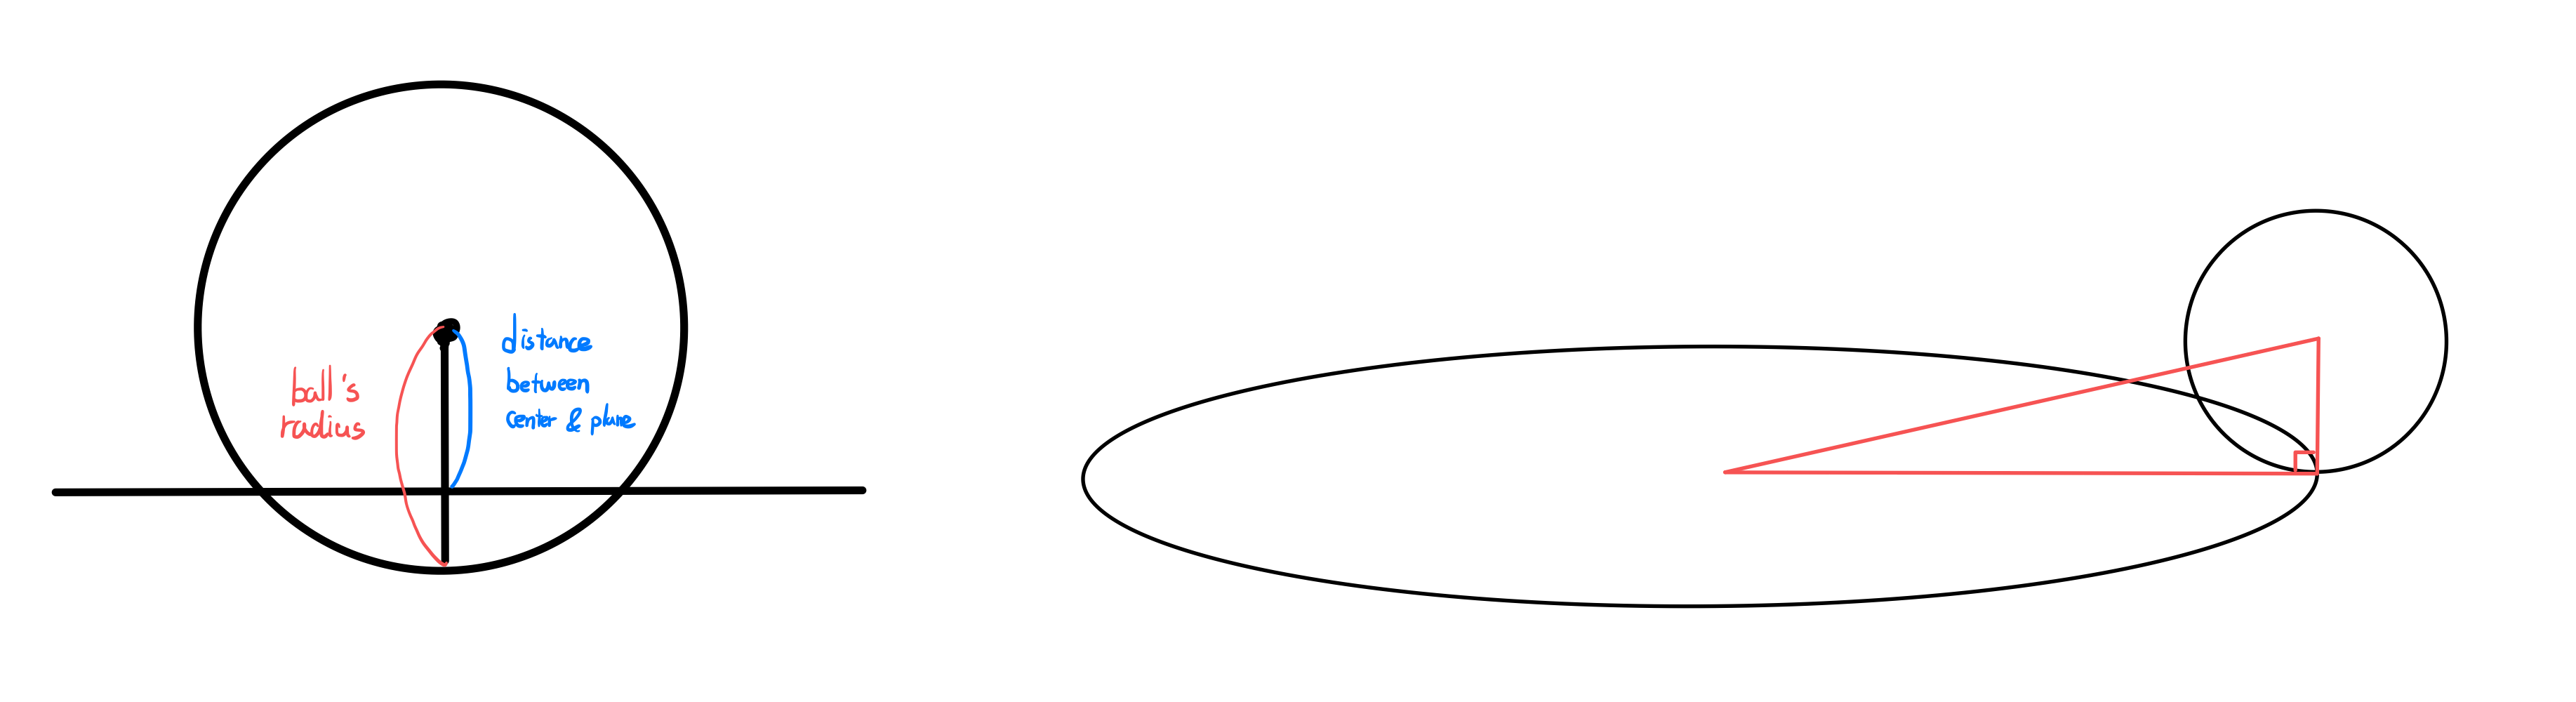 ball's
radius
distance
between
center & plane